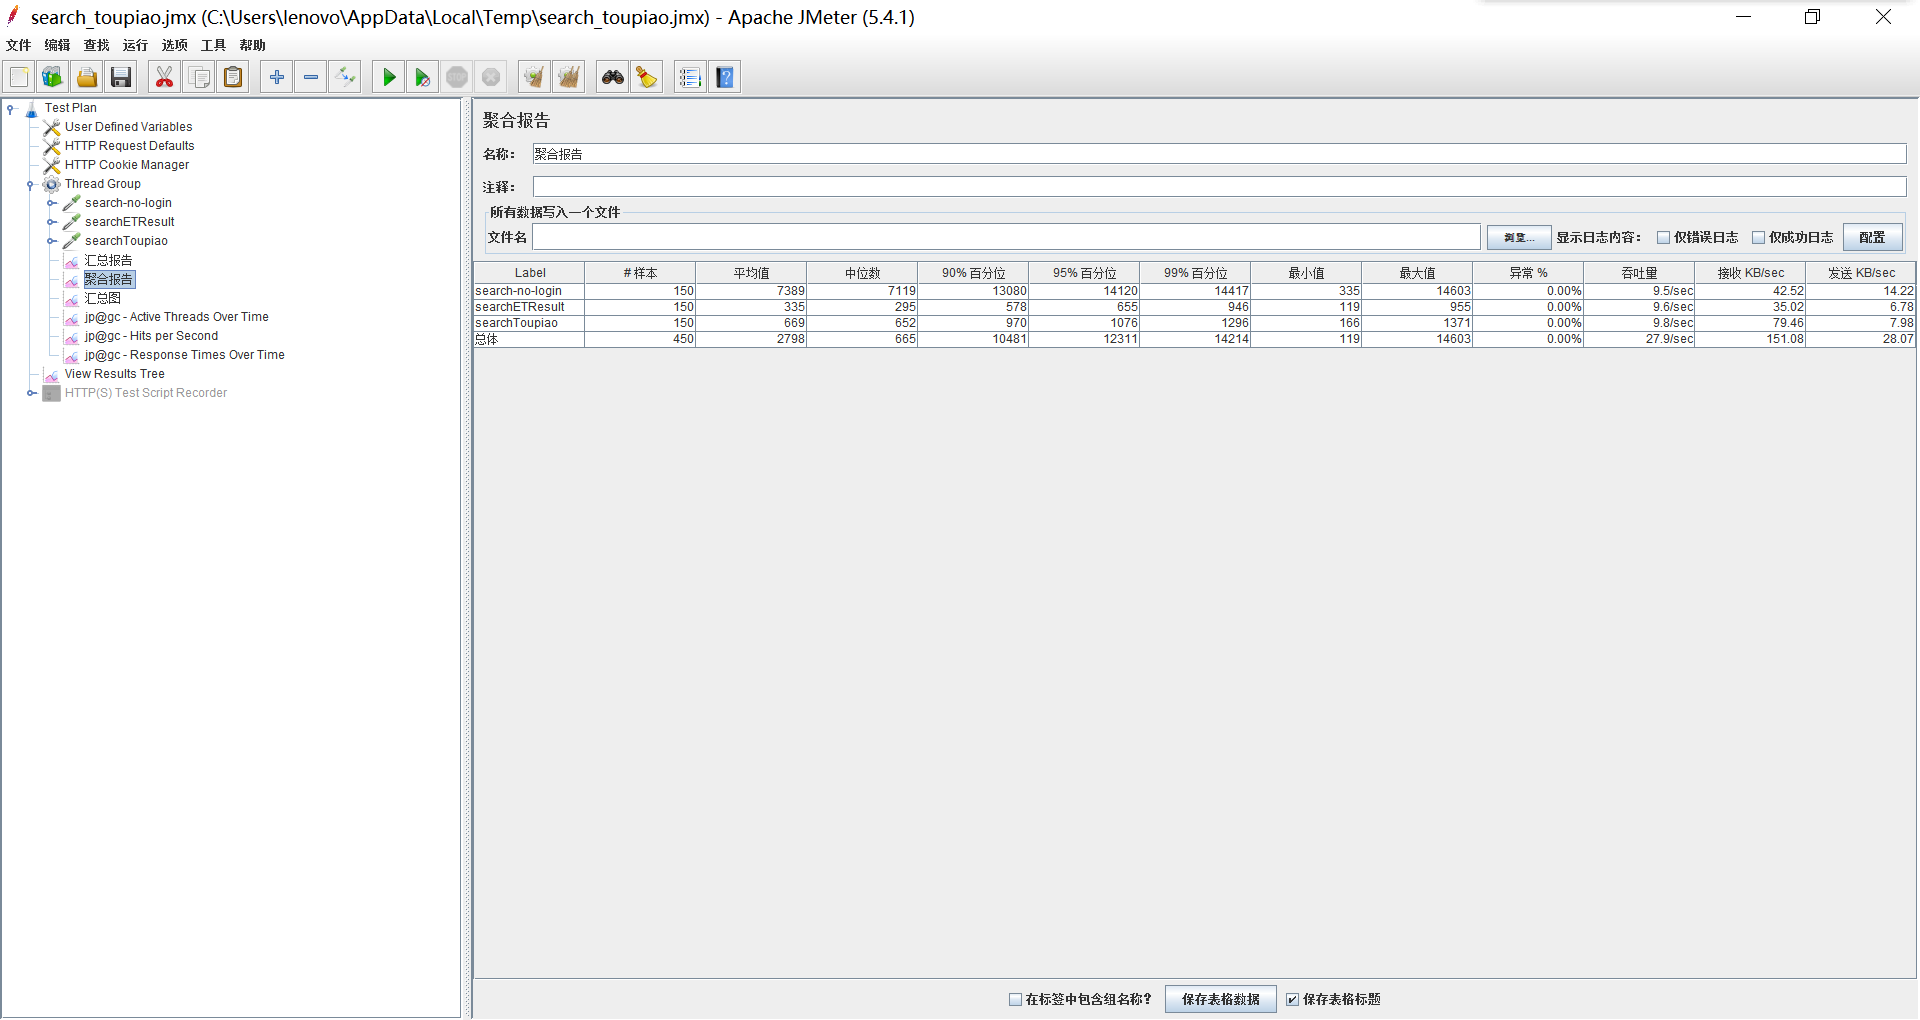 search_toupiao.jmx (C:\Users\lenovo\AppData\Local\Temp\search_toupiao.jmx) - Apache JMeter (5.4.1)
文件 编辑 查找 运行 选项 工具 帮助
STOP
Test Plan
User Defined Variables
HTTP Request Defaults
HTTP Cookie Manager
Thread Group
search-no-login
searchETResult
searchToupiao
汇总报告
聚合报告
汇总图
jp@gc - Active Threads Over Time
jp@gc - Hits per Second
jp@gc - Response Times Over Time
View Results Tree
HTTP(S) Test Script Recorder
聚合报告
名称： 聚合报告
注释：
所有数据写入一个文件
文件名 浏览... 显示日志内容： 仅错误日志 仅成功日志 配置
Label # 样本 平均值 中位数 90% 百分位 95% 百分位 99% 百分位 最小值 最大值 异常 % 吞吐量 接收 KB/sec 发送 KB/sec
search-no-login 150 7389 7119 13080 14120 14417 335 14603 0.00% 9.5/sec 42.52 14.22
searchETResult 150 335 295 578 655 946 119 955 0.00% 9.6/sec 35.02 6.78
searchToupiao 150 669 652 970 1076 1296 166 1371 0.00% 9.8/sec 79.46 7.98
总体 450 2798 665 10481 12311 14214 119 14603 0.00% 27.9/sec 151.08 28.07
在标签中包含组名称？ 保存表格数据 保存表格标题